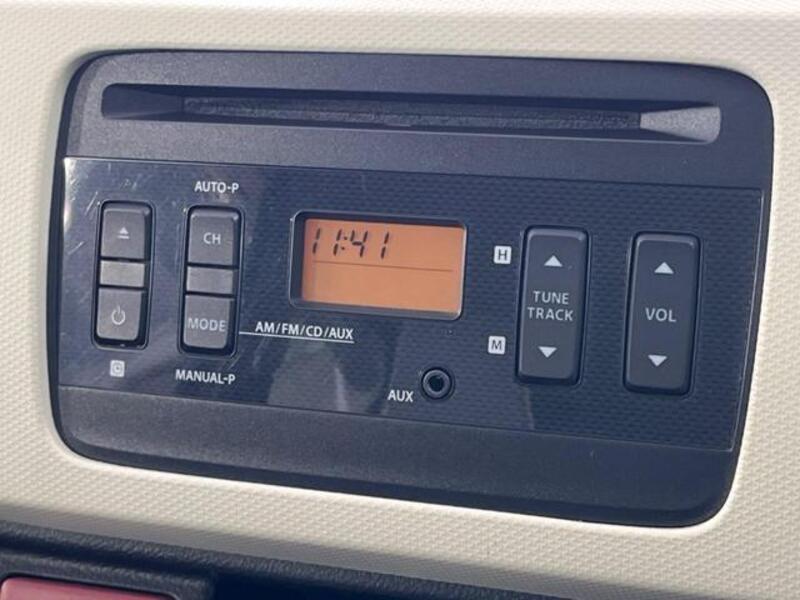 AUTO-P
CH
MODE
AM/FM/CD/AUX
MANUAL-P
11:41
AUX
H
M
TUNE
TRACK
VOL